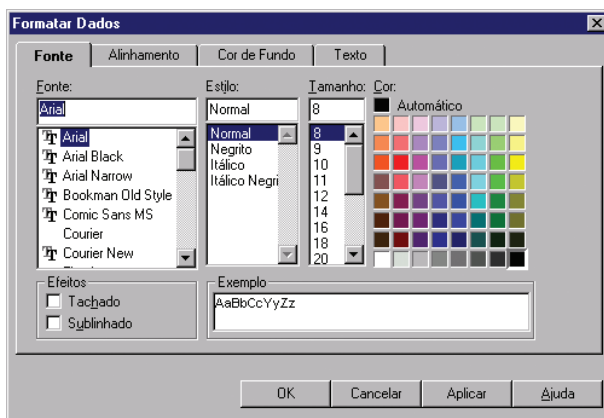 Formatar Dados
Fonte Alinhamento Cor de Fundo Texto
Fonte: Estilo: Tamanho: Cor:
Arial Normal 8 Automático
Arial Normal 8
Arial Black Negrito 9
Arial Narrow Itálico 10
Bookman Old Style Itálico Negri 11
Comic Sans MS 12
Courier 14
Courier New 16
18
20
Efeitos Exemplo
Tachado AaBbCcYyZz
Sublinhado
OK Cancelar Aplicar Ajuda